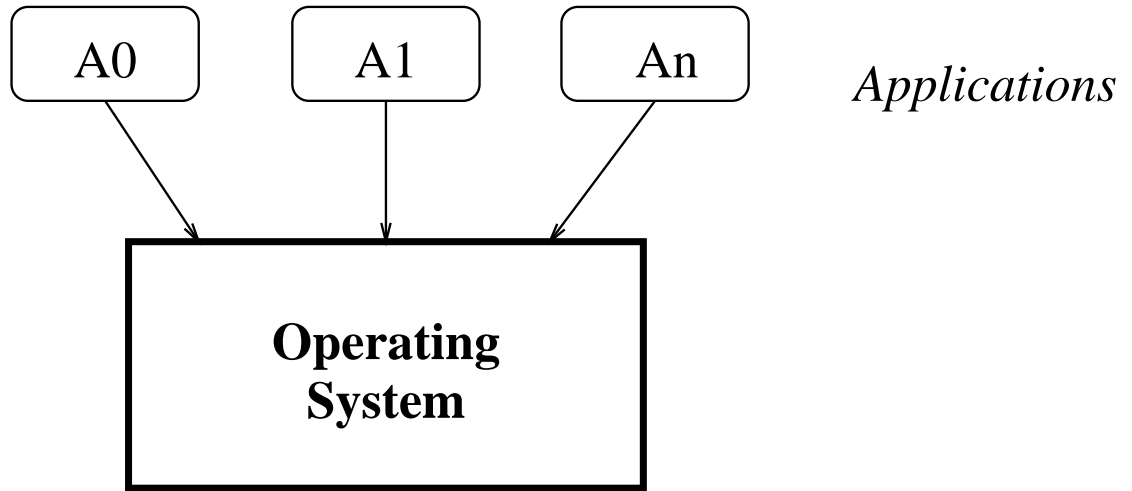 A0
A1
An
Applications
Operating
System